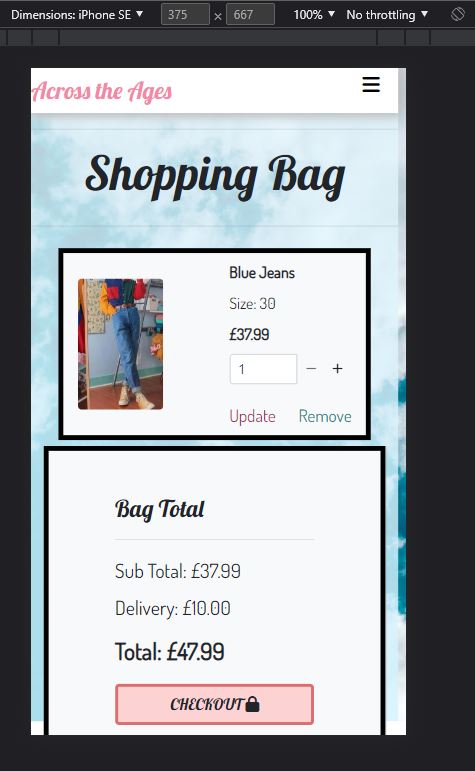 Dimensions: iPhone SE ▼ 375 × 667 100% ▼ No throttling ▼
Across the Ages
Shopping Bag
Blue Jeans
Size: 30
£37.99
1 − +
Update Remove
Bag Total
Sub Total: £37.99
Delivery: £10.00
Total: £47.99
CHECKOUT